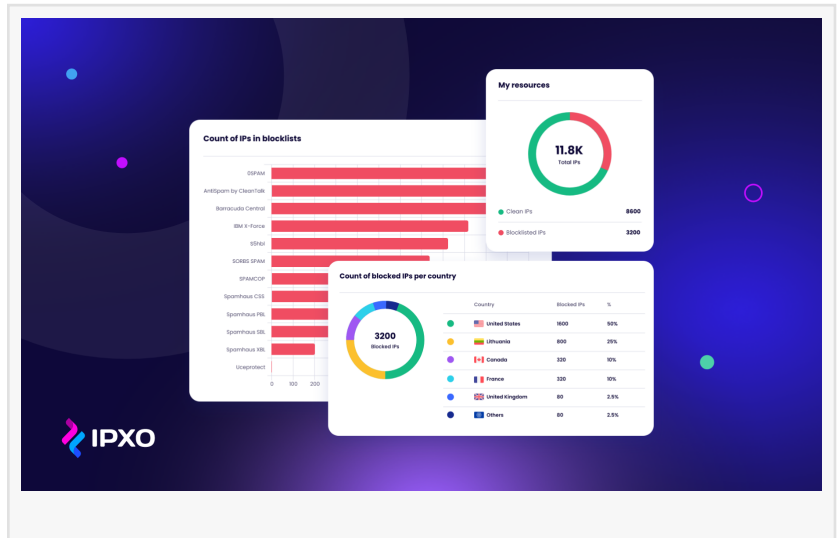 My resources
11.8K
Total IPs
Clean IPs 8600
Blocklisted IPs 3200
Count of IPs in blocklists
0SPAM
AntiSpam by CleanTalk
Barracuda Central
IBM X-Force
S5hbl
SORBS SPAM
SPAMCOP
Spamhaus CSS
Spamhaus PBL
Spamhaus SBL
Spamhaus XBL
Uceprotect
0 100 200
Count of blocked IPs per country
3200
Blocked IPs
Country Blocked IPs %
United States 1600 50%
Lithuania 800 25%
Canada 320 10%
France 320 10%
United Kingdom 80 2.5%
Others 80 2.5%
IPXO